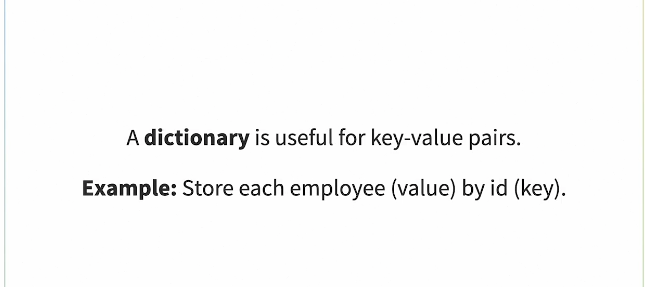 A dictionary is useful for key-value pairs.
Example: Store each employee (value) by id (key).